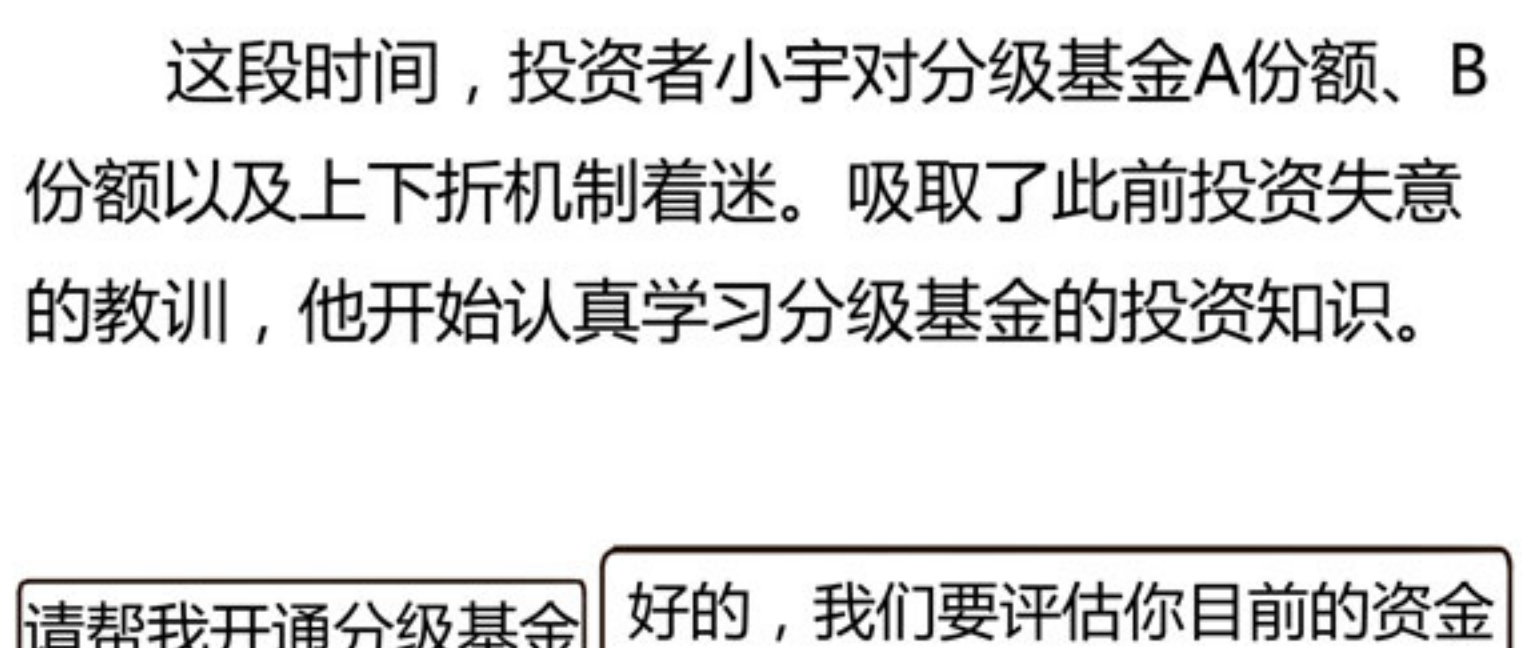 这段时间，投资者小宇对分级基金A份额、B
份额以及上下折机制着迷。吸取了此前投资失意
的教训，他开始认真学习分级基金的投资知识。
请帮我开通分级基金
好的，我们要评估你目前的资金